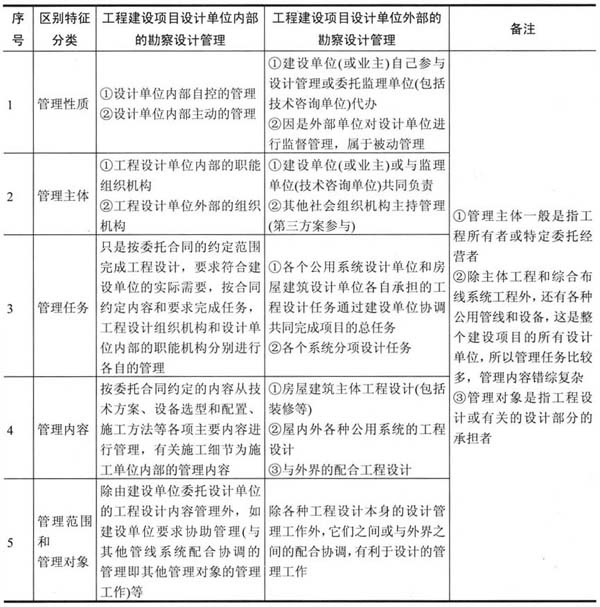 序号
区别特征
分类
工程建设项目设计单位内部
的勘察设计管理
工程建设项目设计单位外部的
勘察设计管理
备注
1
管理性质
①设计单位内部自控的管理
②设计单位内部主动的管理
①建设单位(或业主)自己参与
设计管理或委托监理单位(包括
技术咨询单位)代办
②因是外部单位对设计单位进
行监督管理，属于被动管理
2
管理主体
①工程设计单位内部的职能
组织机构
②工程设计单位外部的组织
机构
①建设单位(或业主)或与监理
单位(技术咨询单位)共同负责
②其他社会组织机构主持管理
(第三方案参与)
3
管理任务
只是按委托合同的约定范围
完成工程设计，要求符合建
设单位的实际需要，按合同
约定内容和要求完成任务，
工程设计组织机构和设计单
位内部的职能机构分别进行
各自的管理
①各个公用系统设计单位和房
屋建筑设计单位各自承担的工
程设计任务通过建设单位协调
共同完成项目的总任务
②各个系统分项设计任务
4
管理内容
按委托合同约定的内容从技
术方案、设备选型和配置、
施工方法等各项主要内容进
行管理，有关施工细节为施
工单位内部的管理内容
①房屋建筑主体工程设计(包括
装修等)
②屋内外各种公用系统的工程
设计
③与外界的配合工程设计
5
管理范围
和
管理对象
除由建设单位委托设计单位
的工程设计内容管理外，如
建设单位要求协助管理(与
其他管线系统配合协调的
管理即其他管理对象的管理
工作)等
除各种工程设计本身的设计管
理工作外，它们之间或与外界之
间的配合协调，有利于设计的管
理工作
①管理主体一般是指工
程所有者或特定委托经
营者
②除主体工程和综合布
线系统工程外，还有各种
公用管线和设备，这是整
个建设项目的所有设计
单位，所以管理任务比较
多，管理内容错综复杂
③管理对象是指工程设
计或有关的设计部分的
承担者